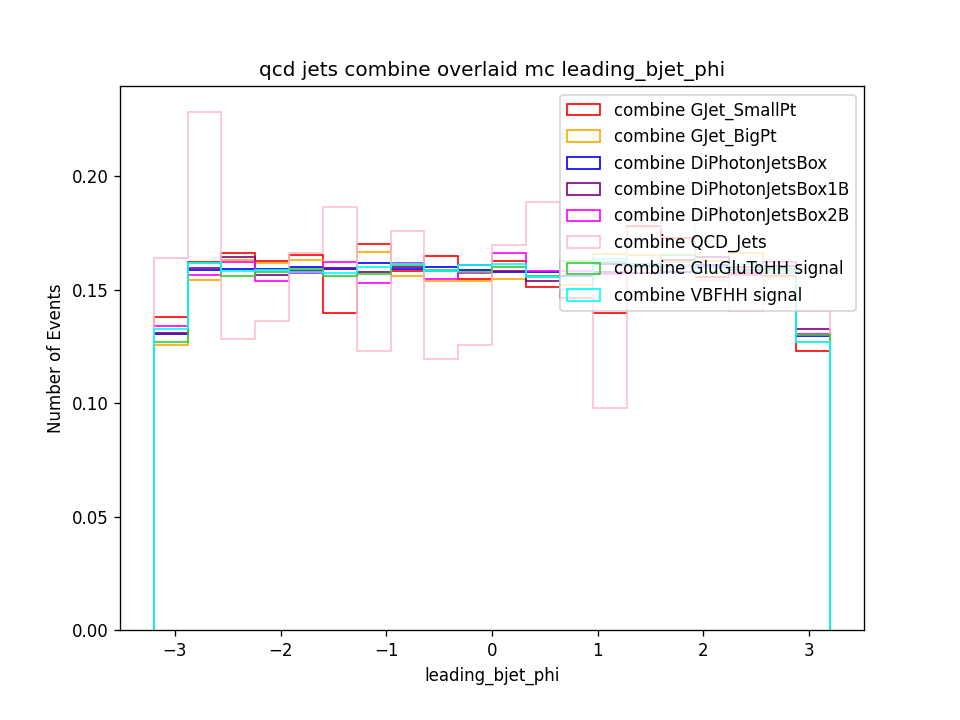 qcd jets combine overlaid mc leading_bjet_phi
combine GJet_SmallPt
combine GJet_BigPt
combine DiPhotonJetsBox
combine DiPhotonJetsBox1B
combine DiPhotonJetsBox2B
combine QCD_Jets
combine GluGluToHH signal
combine VBFHH signal
Number of Events
0.20
0.15
0.10
0.05
0.00
−3 −2 −1 0 1 2 3
leading_bjet_phi